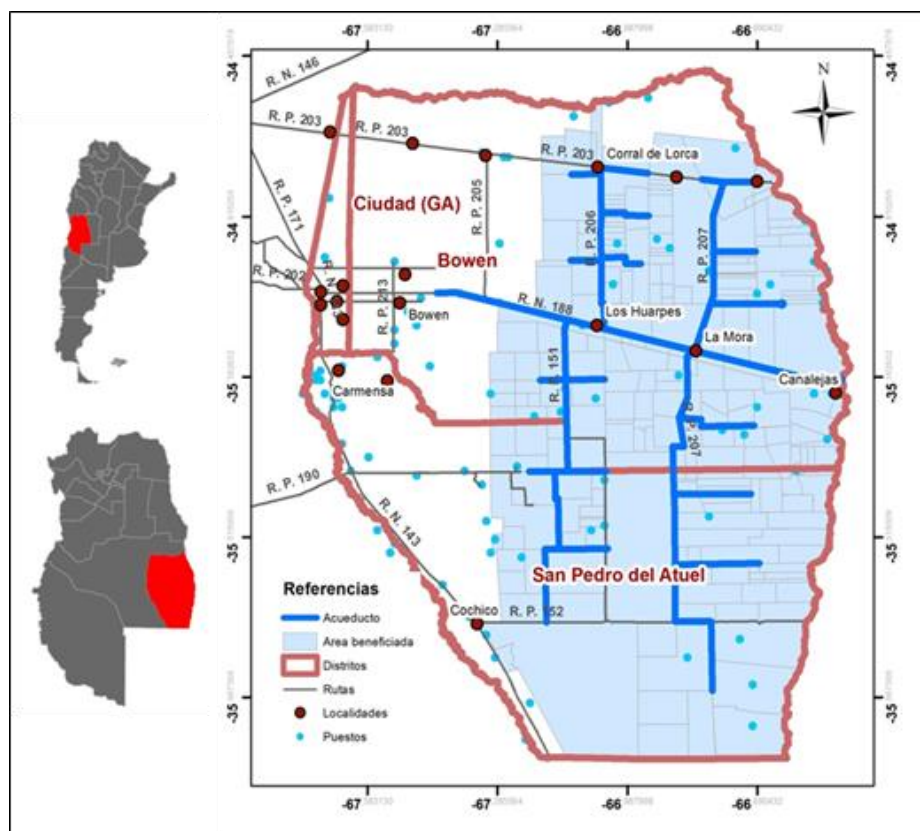 -67
-67
-66
-66
-34
-34
-35
-35
-35
N
R. N. 146
R. P. 203
R. P. 203
R. P. 203
Corral de Lorca
R. P. 171
Ciudad (GA)
R. P. 205
R. P. 206
R. P. 207
Bowen
R. P. 202
R. P. 213
Bowen
R. N. 188
Los Huarpes
La Mora
R. P. 151
Canalejas
Carmensa
207
R. P. 190
R. N. 143
San Pedro del Atuel
Cochico
R. P. 152
Referencias
Acueducto
Area beneficiada
Distritos
Rutas
Localidades
Puestos
-34
-34
-35
-35
-35
-67
-67
-66
-66